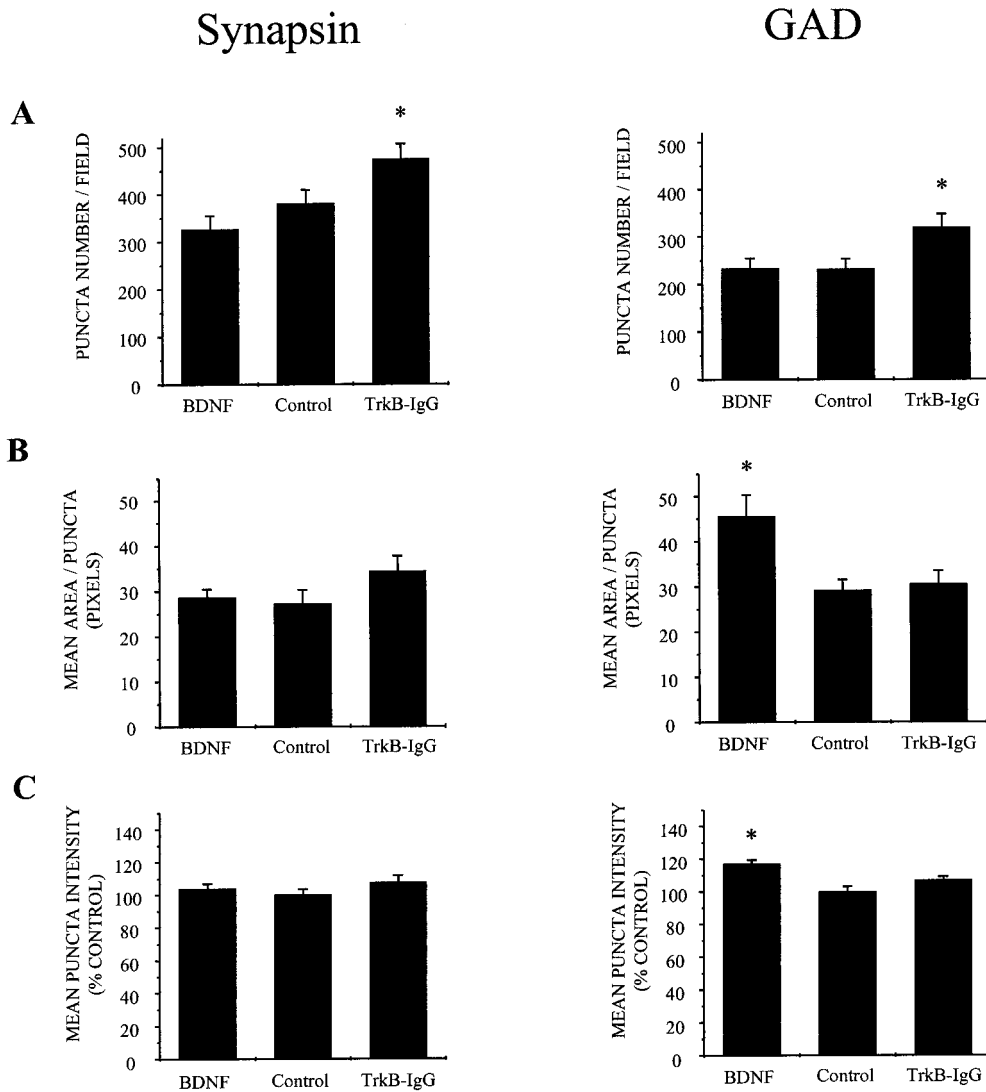 Synapsin
GAD
A
PUNCTA NUMBER / FIELD
500
400
300
200
100
0
*
BDNF
Control
TrkB-IgG
PUNCTA NUMBER / FIELD
500
400
300
200
100
0
*
BDNF
Control
TrkB-IgG
B
MEAN AREA / PUNCTA
(PIXELS)
50
40
30
20
10
0
BDNF
Control
TrkB-IgG
MEAN AREA / PUNCTA
(PIXELS)
50
40
30
20
10
0
*
BDNF
Control
TrkB-IgG
C
MEAN PUNCTA INTENSITY
(% CONTROL)
140
120
100
80
60
40
20
0
BDNF
Control
TrkB-IgG
MEAN PUNCTA INTENSITY
(% CONTROL)
140
120
100
80
60
40
20
0
*
BDNF
Control
TrkB-IgG